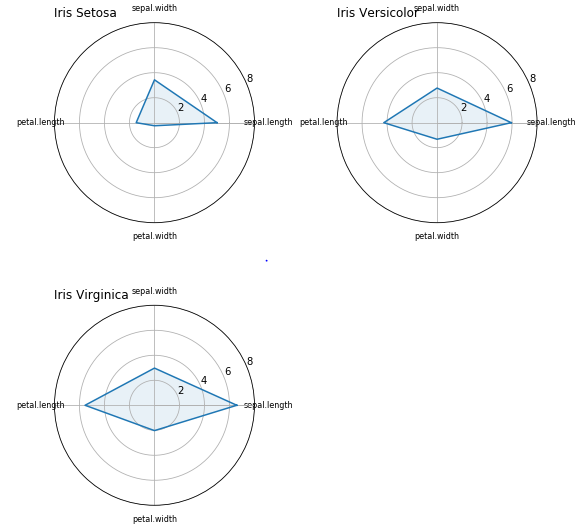 Iris Setosa
sepal.width
8
6
4
2
petal.length
sepal.length
petal.width
Iris Versicolor
sepal.width
8
6
4
2
petal.length
sepal.length
petal.width
Iris Virginica
sepal.width
8
6
4
2
petal.length
sepal.length
petal.width